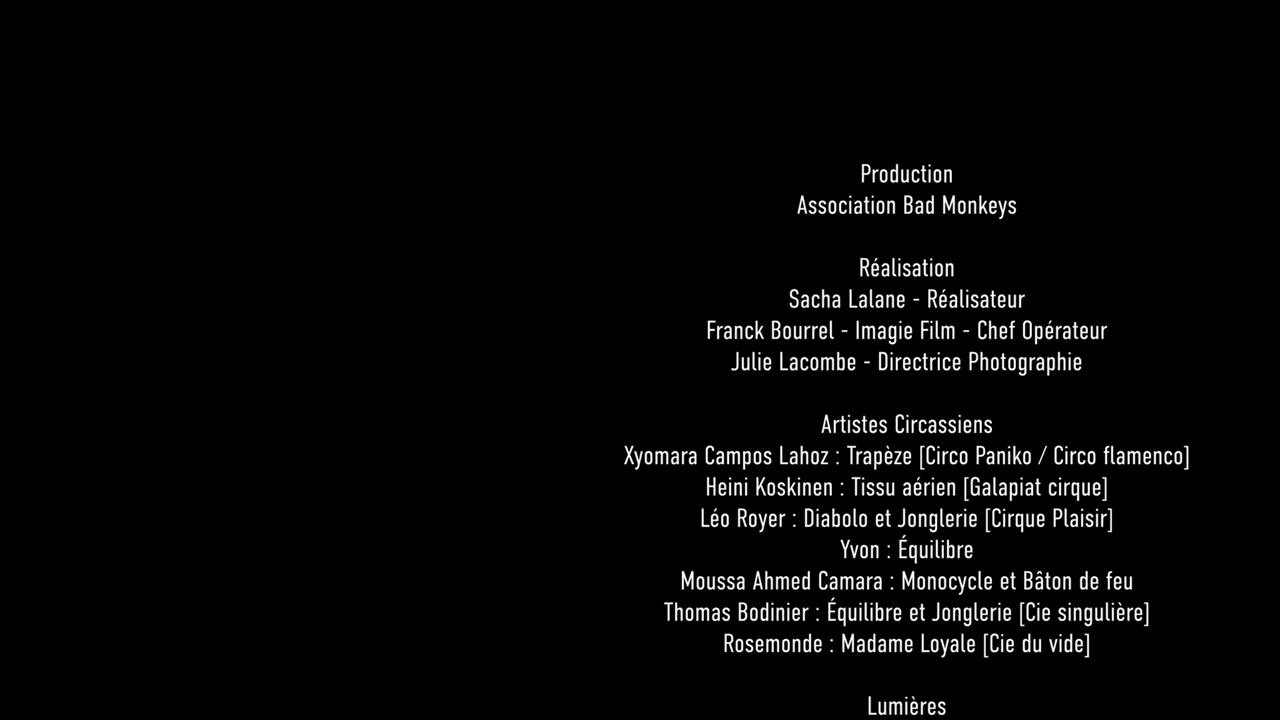 Production
Association Bad Monkeys
Réalisation
Sacha Lalane - Réalisateur
Franck Bourrel - Imagie Film - Chef Opérateur
Julie Lacombe - Directrice Photographie
Artistes Circassiens
Xyomara Campos Lahoz : Trapèze [Circo Paniko / Circo flamenco]
Heini Koskinen : Tissu aérien [Galapiat cirque]
Léo Royer : Diabolo et Jonglerie [Cirque Plaisir]
Yvon : Équilibre
Moussa Ahmed Camara : Monocycle et Bâton de feu
Thomas Bodinier : Équilibre et Jonglerie [Cie singulière]
Rosemonde : Madame Loyale [Cie du vide]
Lumières